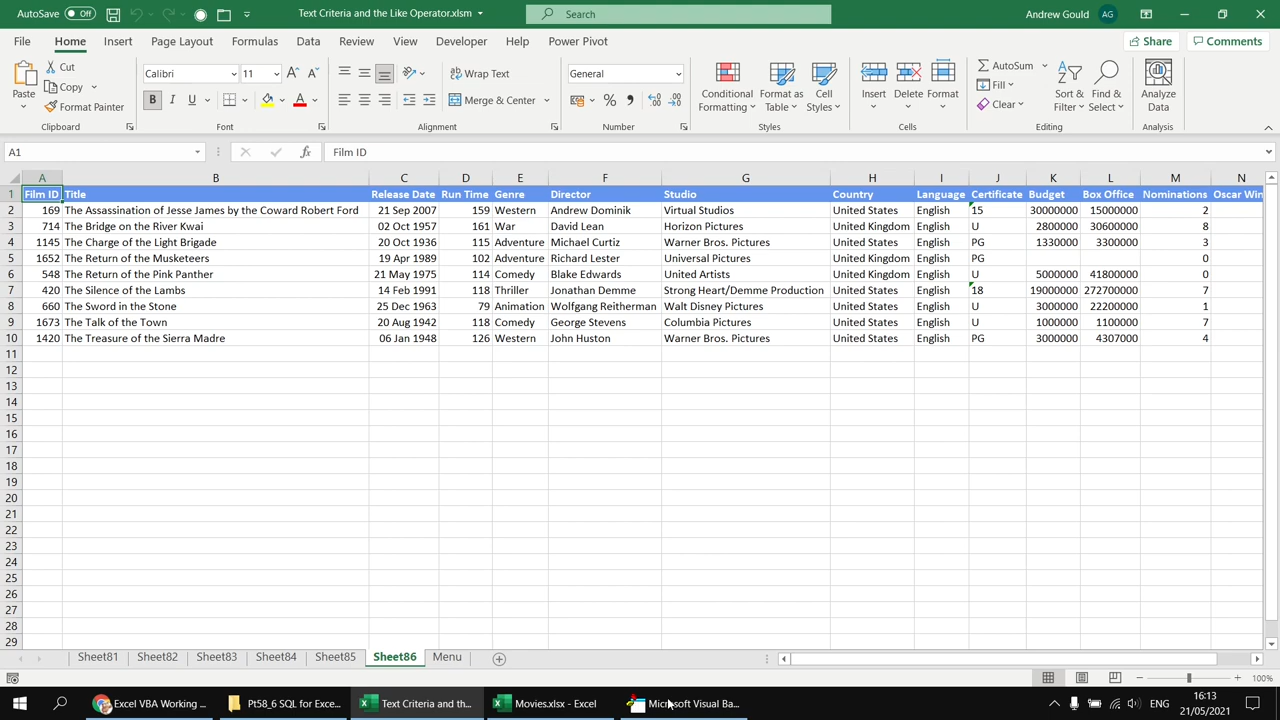 AutoSave Off Text Criteria and the Like Operator.xlsm Search Andrew Gould AG
File Home Insert Page Layout Formulas Data Review View Developer Help Power Pivot Share Comments
Paste Cut Copy Format Painter Calibri 11 B I U A Wrap Text Merge & Center General % Conditional Formatting Format as Table Cell Styles Insert Delete Format AutoSum Fill Clear Sort & Filter Find & Select Analyze Data
Clipboard Font Alignment Number Styles Cells Editing Analysis
A1 fx Film ID
A B C D E F G H I J K L M N
1 Film ID Title Release Date Run Time Genre Director Studio Country Language Certificate Budget Box Office Nominations Oscar Win
2 169 The Assassination of Jesse James by the Coward Robert Ford 21 Sep 2007 159 Western Andrew Dominik Virtual Studios United States English 15 30000000 15000000 2
3 714 The Bridge on the River Kwai 02 Oct 1957 161 War David Lean Horizon Pictures United Kingdom English U 2800000 30600000 8
4 1145 The Charge of the Light Brigade 20 Oct 1936 115 Adventure Michael Curtiz Warner Bros. Pictures United States English PG 1330000 3300000 3
5 1652 The Return of the Musketeers 19 Apr 1989 102 Adventure Richard Lester Universal Pictures United Kingdom English PG 0
6 548 The Return of the Pink Panther 21 May 1975 114 Comedy Blake Edwards United Artists United Kingdom English U 5000000 41800000 0
7 420 The Silence of the Lambs 14 Feb 1991 118 Thriller Jonathan Demme Strong Heart/Demme Production United States English 18 19000000 272700000 7
8 660 The Sword in the Stone 25 Dec 1963 79 Animation Wolfgang Reitherman Walt Disney Pictures United States English U 3000000 22200000 1
9 1673 The Talk of the Town 20 Aug 1942 118 Comedy George Stevens Columbia Pictures United States English U 1000000 1100000 7
10 1420 The Treasure of the Sierra Madre 06 Jan 1948 126 Western John Huston Warner Bros. Pictures United States English PG 3000000 4307000 4
11
12
13
14
15
16
17
18
19
20
21
22
23
24
25
26
27
28
29
Sheet81 Sheet82 Sheet83 Sheet84 Sheet85 Sheet86 Menu
100%
Excel VBA Working ... Pt58_6 SQL for Exce... Text Criteria and th... Movies.xlsx - Excel Microsoft Visual Ba... ENG 16:13
21/05/2021